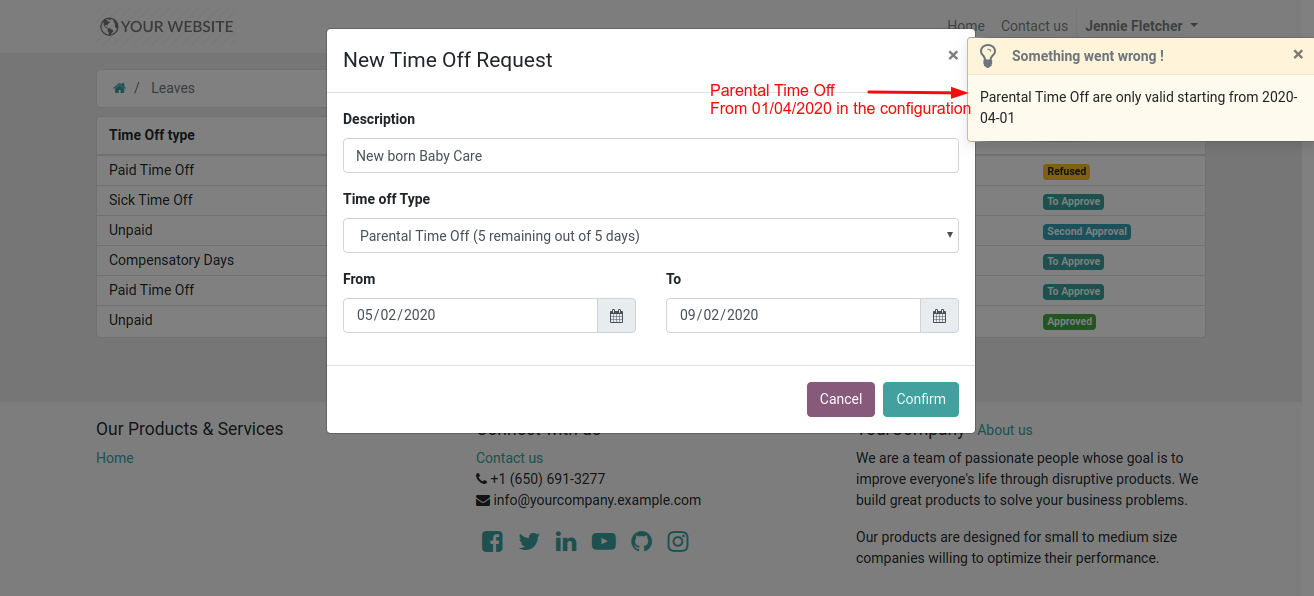 YOUR WEBSITE
Home Contact us Jennie Fletcher
New Time Off Request ×
Something went wrong ! ×
Parental Time Off are only valid starting from 2020-
04-01
Parental Time Off
From 01/04/2020 in the configuration
/ Leaves
Time Off type
Description
New born Baby Care
Time off Type
Parental Time Off (5 remaining out of 5 days)
From To
05/02/2020 09/02/2020
Cancel Confirm
Paid Time Off Refused
Sick Time Off To Approve
Unpaid Second Approval
Compensatory Days To Approve
Paid Time Off To Approve
Unpaid Approved
Our Products & Services
Home
Connect with us
Contact us
+1 (650) 691-3277
info@yourcompany.example.com
YourCompany - About us
We are a team of passionate people whose goal is to
improve everyone's life through disruptive products. We
build great products to solve your business problems.
Our products are designed for small to medium size
companies willing to optimize their performance.